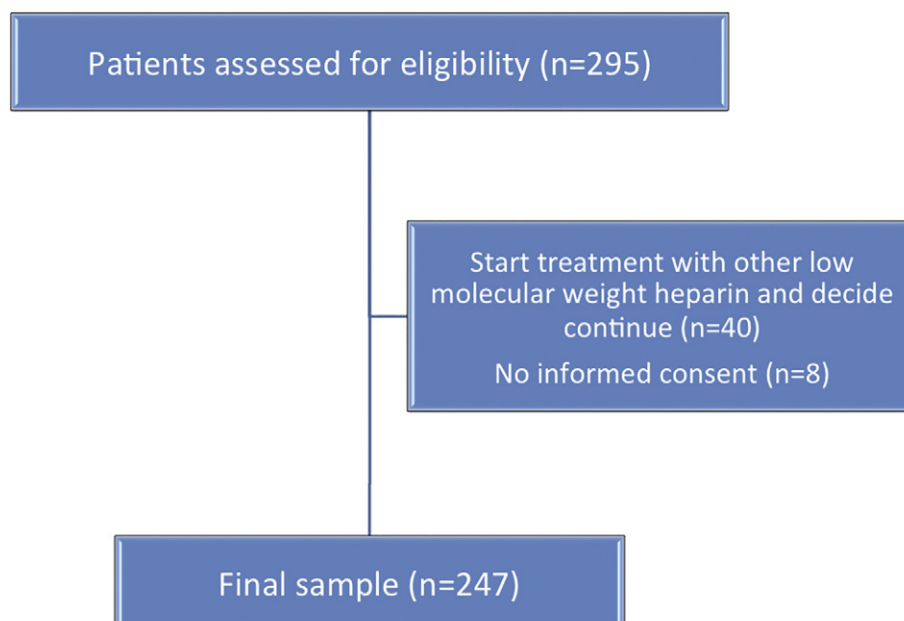 Patients assessed for eligibility (n=295)
Start treatment with other low
molecular weight heparin and decide
continue (n=40)
No informed consent (n=8)
Final sample (n=247)